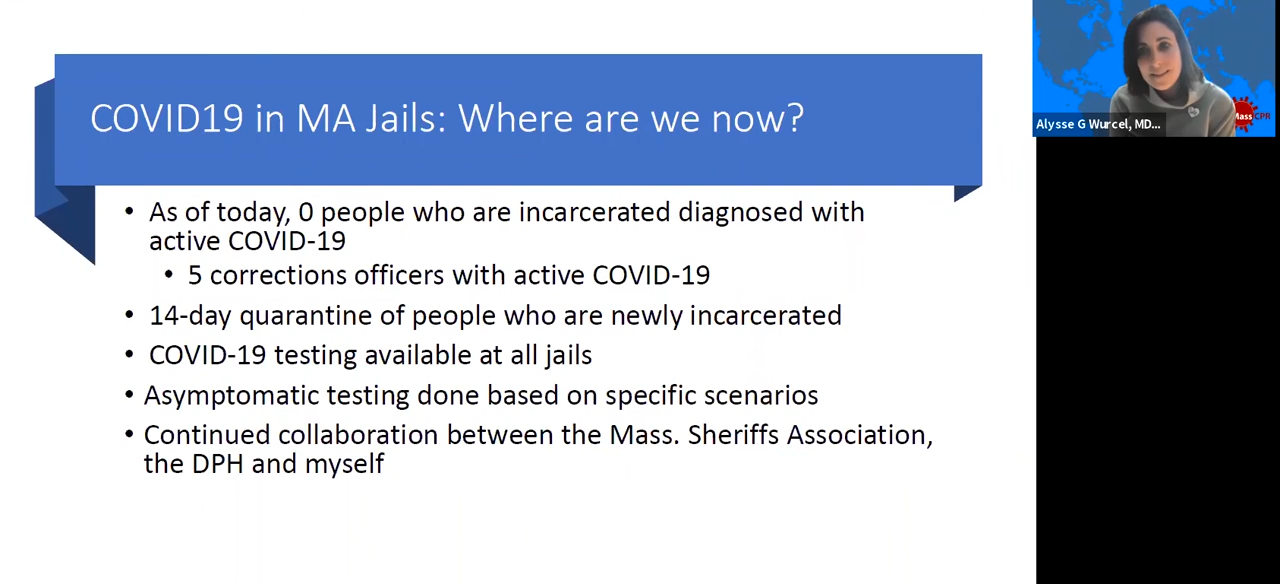 COVID19 in MA Jails: Where are we now?
• As of today, 0 people who are incarcerated diagnosed with
active COVID-19
• 5 corrections officers with active COVID-19
• 14-day quarantine of people who are newly incarcerated
• COVID-19 testing available at all jails
• Asymptomatic testing done based on specific scenarios
• Continued collaboration between the Mass. Sheriffs Association,
the DPH and myself
Alysse G Wurcel, MD...
MassCPR